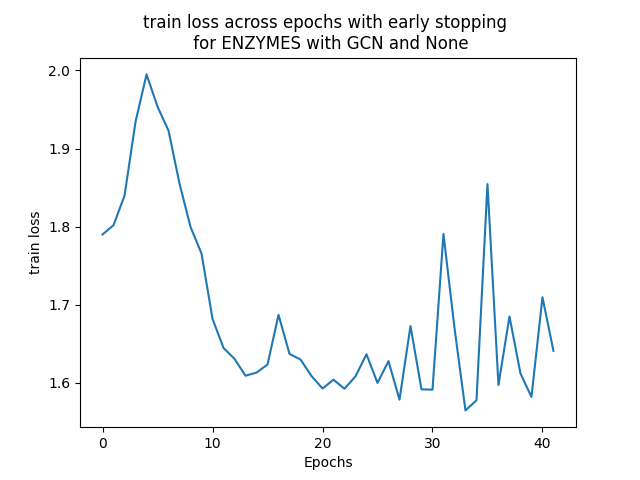 train loss across epochs with early stopping
for ENZYMES with GCN and None
2.0
1.9
1.8
1.7
1.6
train loss
0 10 20 30 40
Epochs